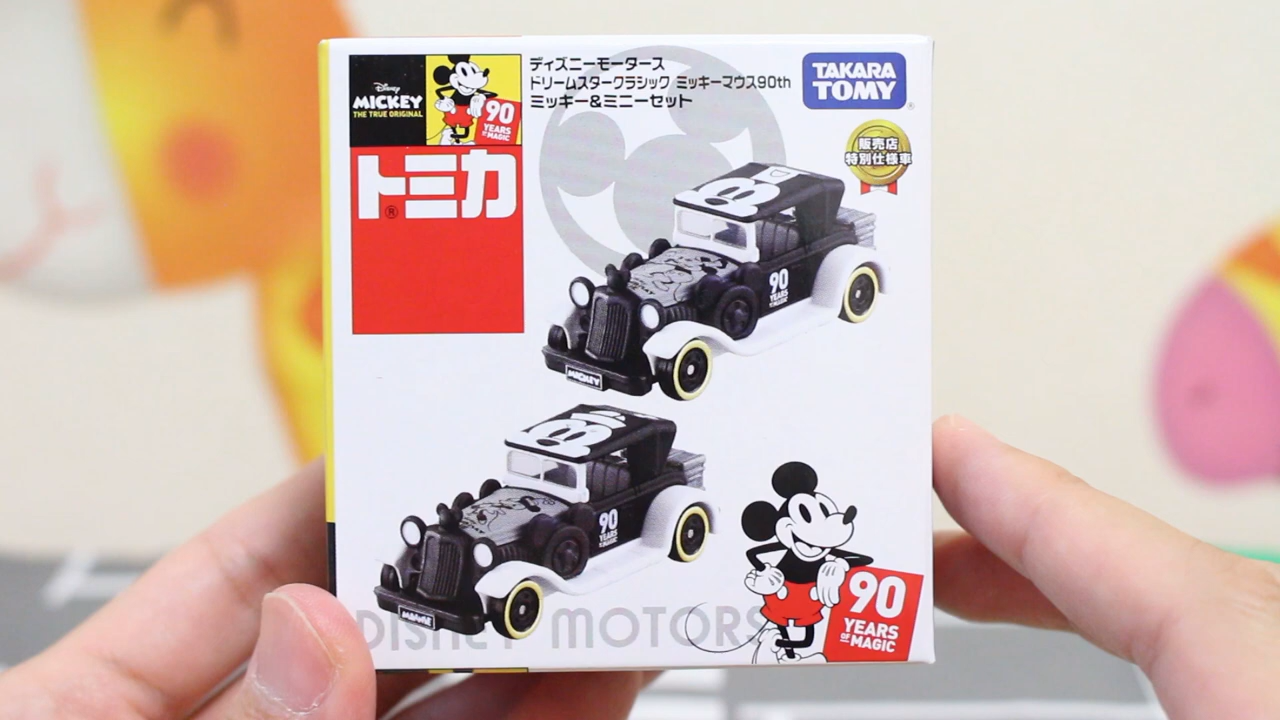 Disney
MICKEY
THE TRUE ORIGINAL
90
YEARS
OF MAGIC
トミカ
®
ディズニーモータース
ドリームスタークラシック ミッキーマウス90th
ミッキー&ミニーセット
TAKARA
TOMY
®
販売店
特別仕様車
90
YEARS
OF MAGIC
MICKEY
90
YEARS
OF MAGIC
MINNIE
DISNEY MOTORS
90
YEARS
OF MAGIC